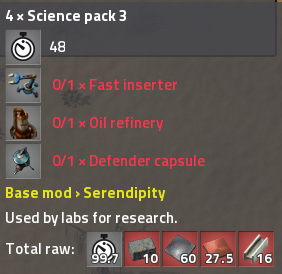 4 × Science pack 3
48
0/1 × Fast inserter
0/1 × Oil refinery
0/1 × Defender capsule
Base mod › Serendipity
Used by labs for research.
Total raw: 99.7 10 60 27.5 16